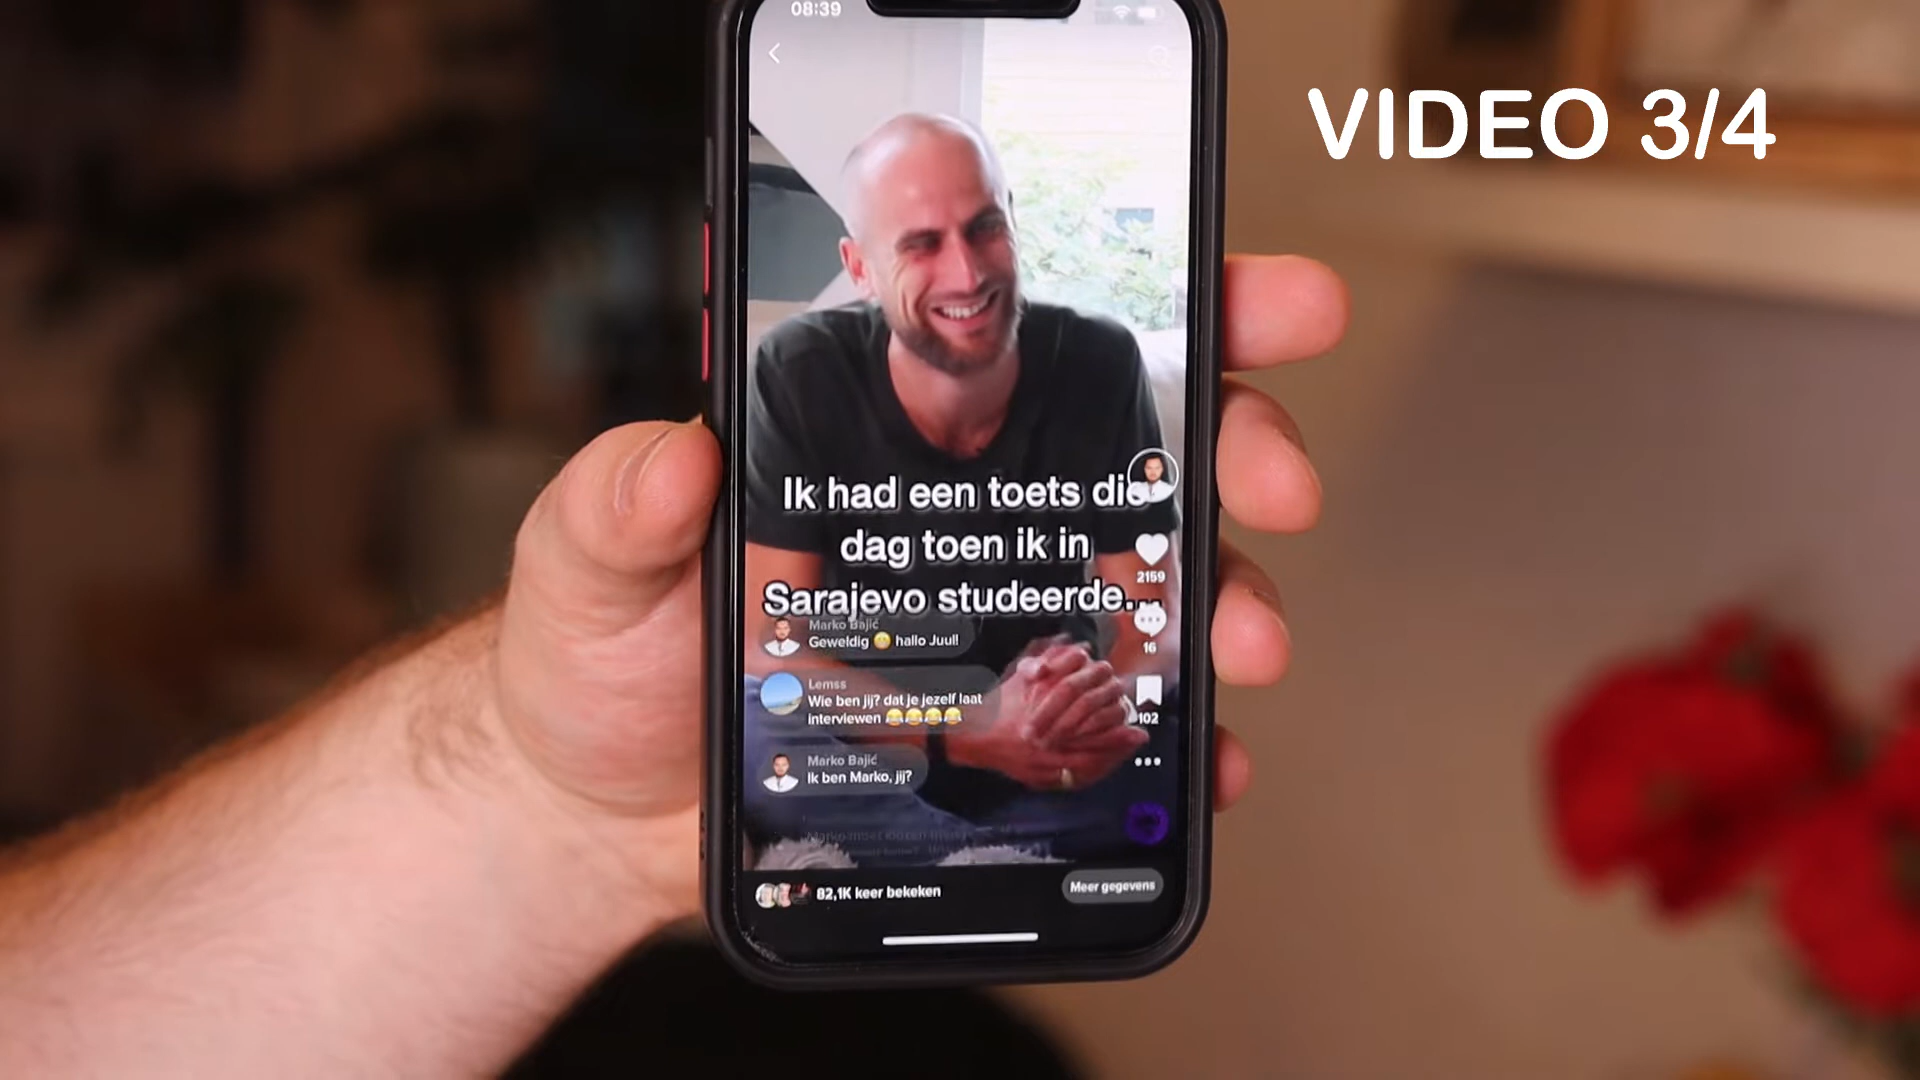 08:39
VIDEO 3/4
Ik had een toets die
dag toen ik in
Sarajevo studeerde...
2159
Marko Bajić
Geweldig 😁 hallo Juul!
16
Lemss
Wie ben jij? dat je jezelf laat
interviewen 😂😂😂😂
102
Marko Bajić
Ik ben Marko, jij?
82,1K keer bekeken
Meer gegevens